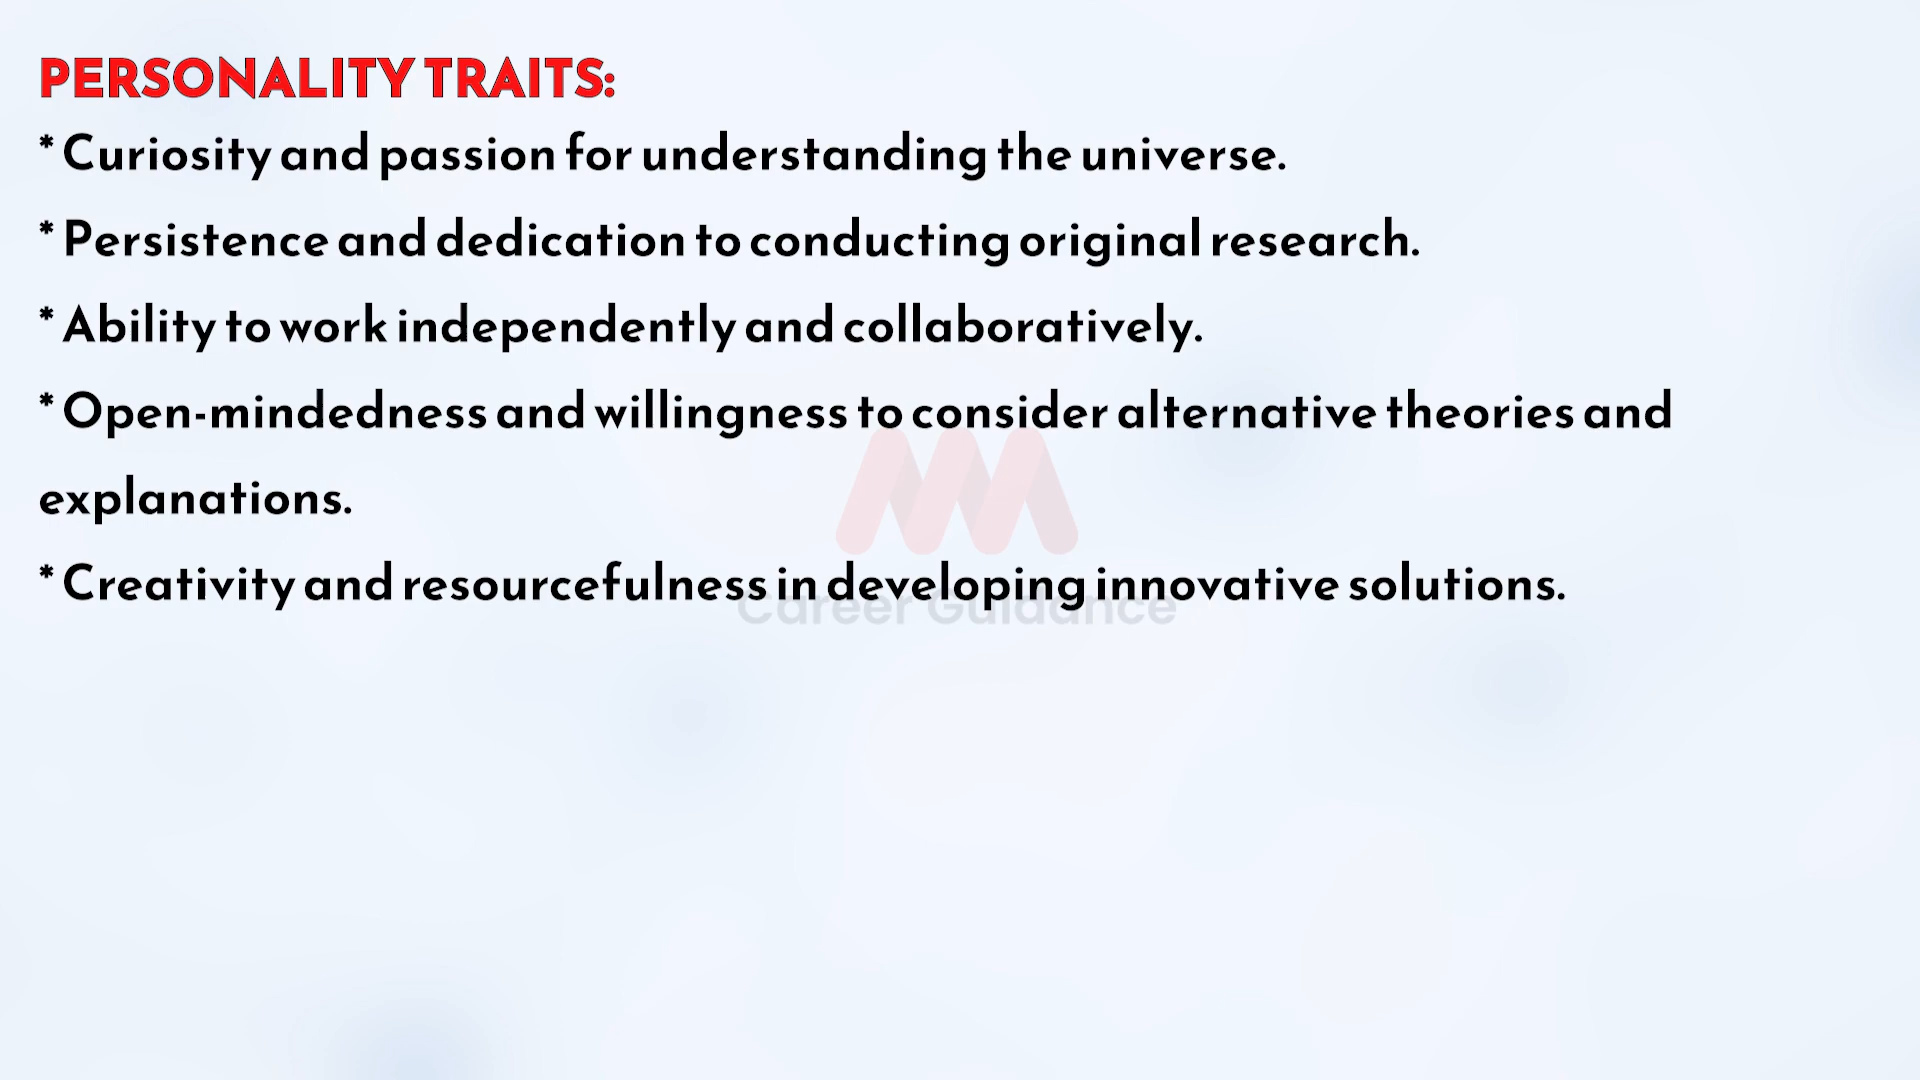 PERSONALITY TRAITS:
* Curiosity and passion for understanding the universe.
* Persistence and dedication to conducting original research.
* Ability to work independently and collaboratively.
* Open-mindedness and willingness to consider alternative theories and
explanations.
* Creativity and resourcefulness in developing innovative solutions.
Career Guidance